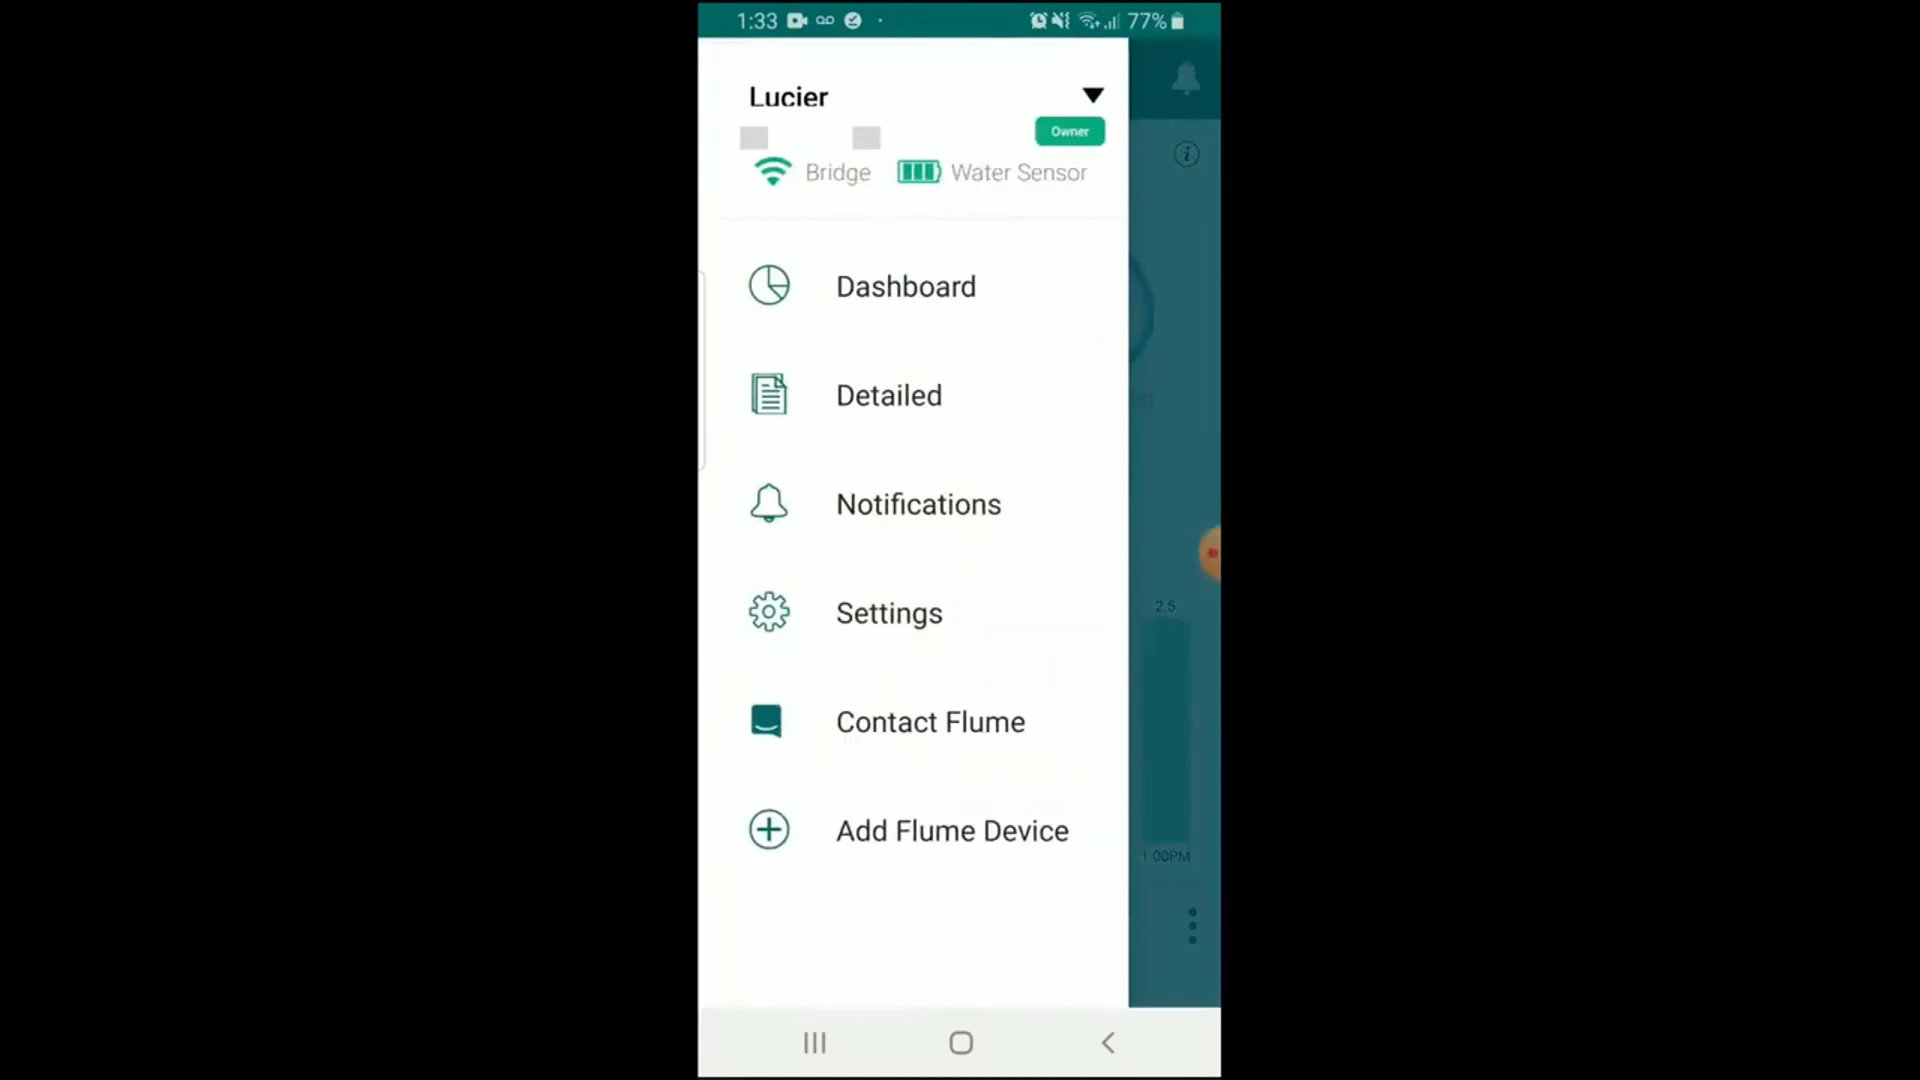 1:33 77%
Lucier
Owner
Bridge Water Sensor
Dashboard
Detailed
Notifications
Settings
Contact Flume
Add Flume Device
2.5
1:00PM